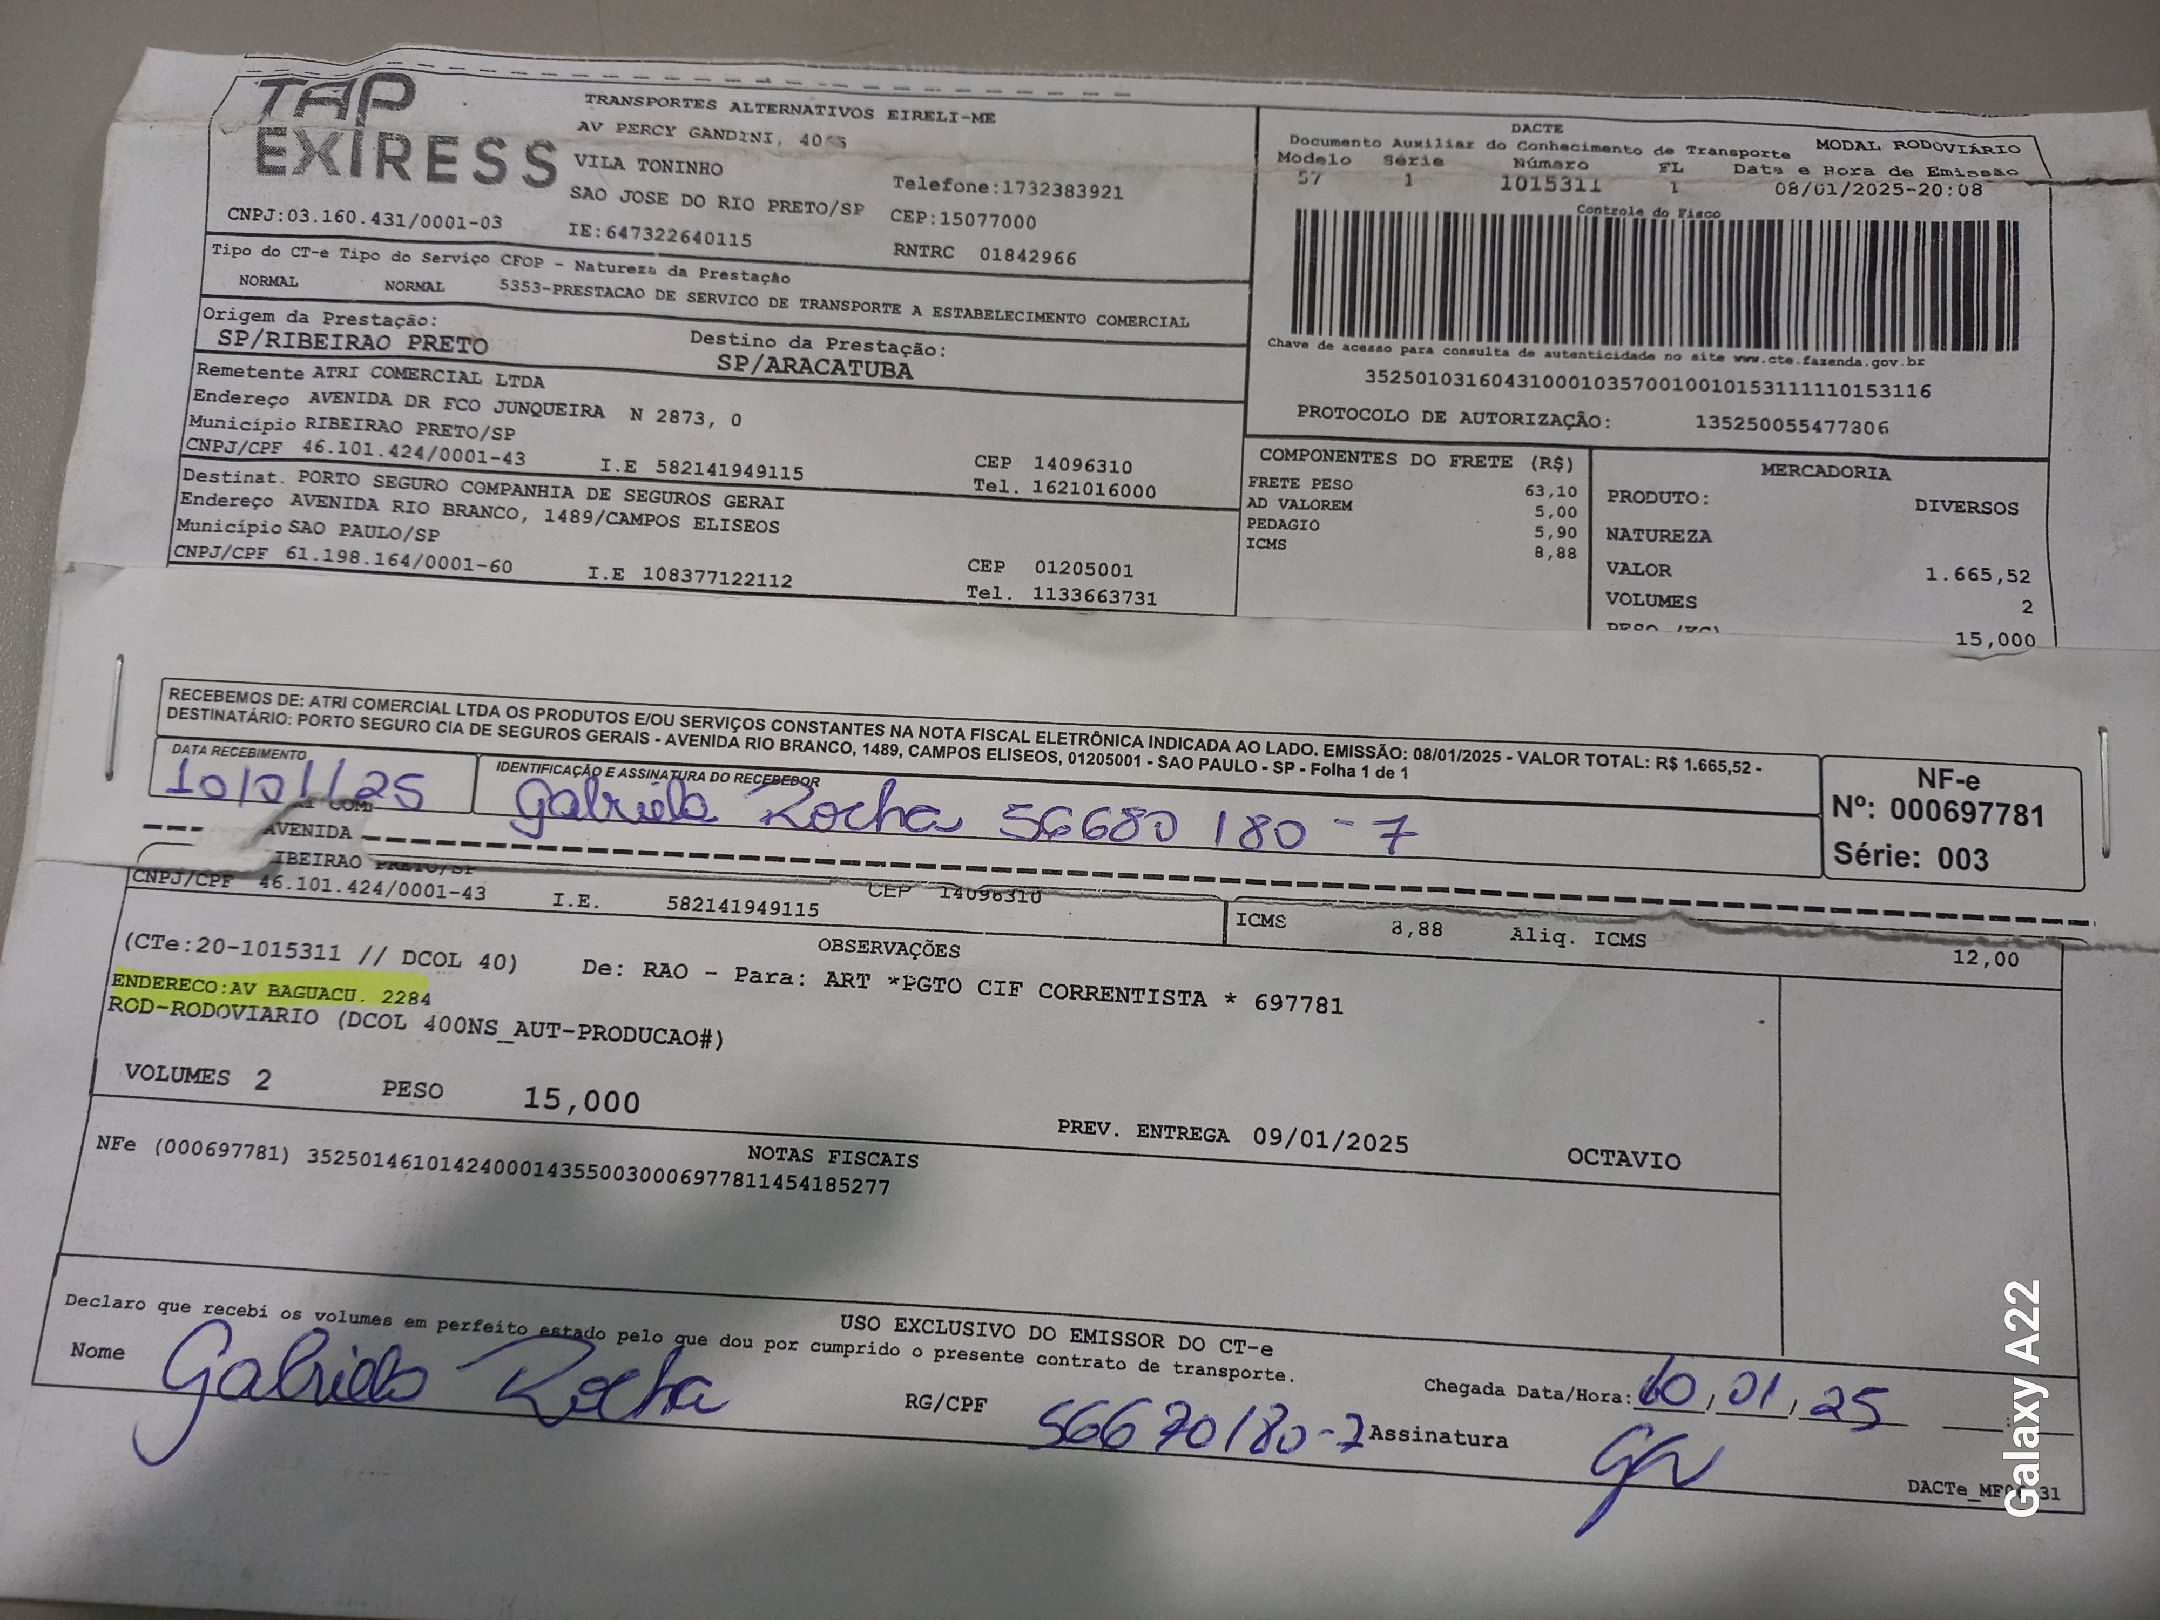 TAP
EXIRESS
TRANSPORTES ALTERNATIVOS EIRELI-ME
AV PERCY GANDINI,
VILA TONINHO
SAO JOSE DO RIO PRETO/SP
Telefone:1732383921
CEP:15077000
CNPJ:03.160.431/0001-03
IE:647322640115
RNTRC 01842966
DACTE
MODAL RODOVIÁRIO
Documento Auxiliar do Conhecimento de Transporte
Modelo Série Número FL Data e Hora de Emissão
57 1 1015311 1 08/01/2025-20:08
Controle do Fisco
Chave de acesso para consulta de autenticidade no site www.cte.fazenda.gov.br
35250103160431000103570010010153111110153116
PROTOCOLO DE AUTORIZAÇÃO: 135250055477306
Tipo do CT-e Tipo do Serviço CFOP - Natureza da Prestação
NORMAL NORMAL 5353-PRESTACAO DE SERVICO DE TRANSPORTE A ESTABELECIMENTO COMERCIAL
Origem da Prestação: Destino da Prestação:
SP/RIBEIRAO PRETO SP/ARACATUBA
Remetente ATRI COMERCIAL LTDA
Endereço AVENIDA DR FCO JUNQUEIRA N 2873, 0
Município RIBEIRAO PRETO/SP
CNPJ/CPF 46.101.424/0001-43 I.E 582141949115
CEP 14096310
Tel. 1621016000
Destinat. PORTO SEGURO COMPANHIA DE SEGUROS GERAI
Endereço AVENIDA RIO BRANCO, 1489/CAMPOS ELISEOS
Município SAO PAULO/SP
CNPJ/CPF 61.198.164/0001-60 I.E 108377122112
CEP 01205001
Tel. 1133663731
COMPONENTES DO FRETE (R$)
FRETE PESO 63,10
AD VALOREM 5,00
PEDAGIO 5,90
ICMS 8,88
MERCADORIA
PRODUTO: DIVERSOS
NATUREZA
VALOR 1.665,52
VOLUMES 2
PESO (KG) 15,000
RECEBEMOS DE: ATRI COMERCIAL LTDA OS PRODUTOS E/OU SERVIÇOS CONSTANTES NA NOTA FISCAL ELETRÔNICA INDICADA AO LADO. EMISSÃO: 08/01/2025 - VALOR TOTAL: R$ 1.665,52 -
DESTINATÁRIO: PORTO SEGURO CIA DE SEGUROS GERAIS - AVENIDA RIO BRANCO, 1489, CAMPOS ELISEOS, 01205001 - SAO PAULO - SP - Folha 1 de 1
DATA RECEBIMENTO
10/01/25
IDENTIFICAÇÃO E ASSINATURA DO RECEBEDOR
Gabriela Rocha 56680180-7
NF-e
Nº: 000697781
Série: 003
AVENIDA
IBEIRAO PRETO/SP
CNPJ/CPF 46.101.424/0001-43 I.E. 582141949115 CEP 14096310
ICMS 8,88 Aliq. ICMS 12,00
OBSERVAÇÕES
(CTe:20-1015311 // DCOL 40) De: RAO - Para: ART *PGTO CIF CORRENTISTA * 697781
ENDERECO:AV BAGUACU. 2284
ROD-RODOVIARIO (DCOL 400NS_AUT-PRODUCAO#)
VOLUMES 2 PESO 15,000
PREV. ENTREGA 09/01/2025 OCTAVIO
NOTAS FISCAIS
NFe (000697781) 35250146101424000143550030006977811454185277
USO EXCLUSIVO DO EMISSOR DO CT-e
Declaro que recebi os volumes em perfeito estado pelo que dou por cumprido o presente contrato de transporte.
Nome Gabriela Rocha
RG/CPF 56670180-7
Chegada Data/Hora: 10,01,25
Assinatura GR
Galaxy A22